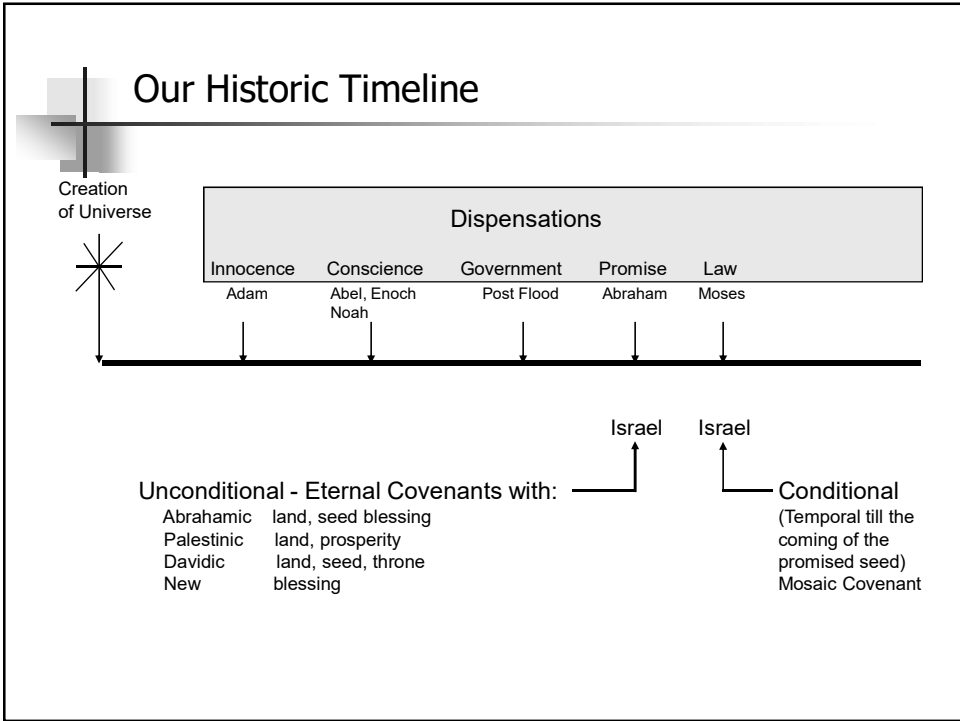 Our Historic Timeline
Creation
of Universe
Dispensations
Innocence Conscience Government Promise Law
Adam Abel, Enoch Post Flood Abraham Moses
Noah
Israel Israel
Unconditional - Eternal Covenants with:
Abrahamic land, seed blessing
Palestinic land, prosperity
Davidic land, seed, throne
New blessing
Conditional
(Temporal till the
coming of the
promised seed)
Mosaic Covenant